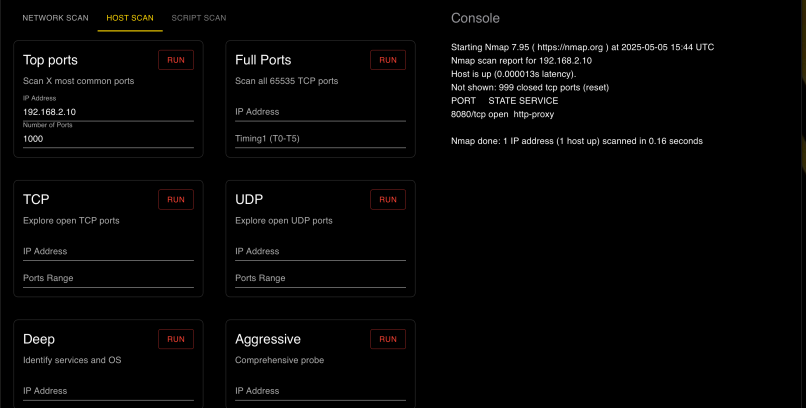 NETWORK SCAN
HOST SCAN
SCRIPT SCAN
Top ports
RUN
Scan X most common ports
IP Address
192.168.2.10
Number of Ports
1000
Full Ports
RUN
Scan all 65535 TCP ports
IP Address
Timing1 (T0-T5)
TCP
RUN
Explore open TCP ports
IP Address
Ports Range
UDP
RUN
Explore open UDP ports
IP Address
Ports Range
Deep
RUN
Identify services and OS
IP Address
Aggressive
RUN
Comprehensive probe
IP Address
Console
Starting Nmap 7.95 ( https://nmap.org ) at 2025-05-05 15:44 UTC
Nmap scan report for 192.168.2.10
Host is up (0.000013s latency).
Not shown: 999 closed tcp ports (reset)
PORT STATE SERVICE
8080/tcp open http-proxy
Nmap done: 1 IP address (1 host up) scanned in 0.16 seconds